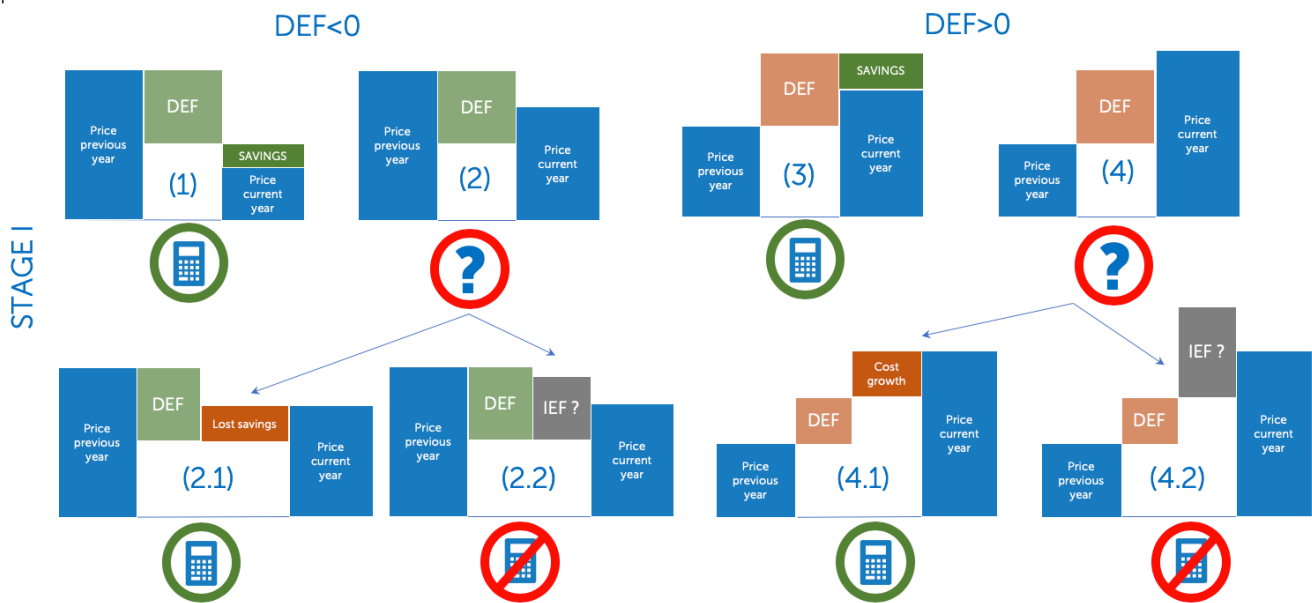 DEF<0
DEF>0
STAGE I
Price
previous
year
DEF
SAVINGS
Price
current
year
(1)
Price
previous
year
DEF
(2)
Price
current
year
Price
previous
year
DEF
(3)
SAVINGS
Price
current
year
Price
previous
year
DEF
(4)
Price
current
year
?
?
Price
previous
year
DEF
Lost savings
(2.1)
Price
current
year
Price
previous
year
DEF
IEF ?
(2.2)
Price
current
year
Price
previous
year
DEF
Cost
growth
(4.1)
Price
current
year
Price
previous
year
DEF
IEF ?
(4.2)
Price
current
year